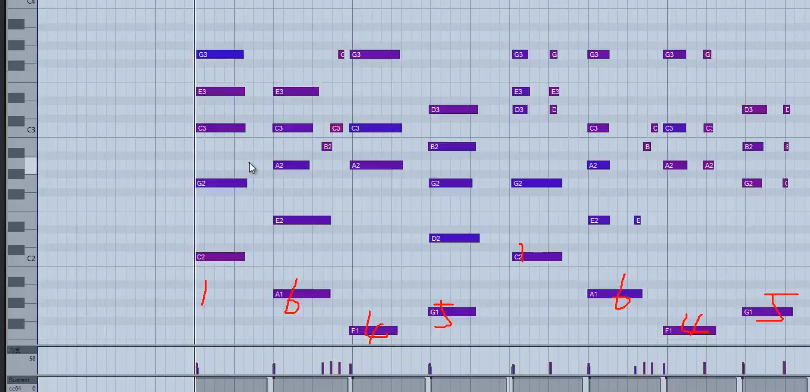 C4
G3 G G3 G3 G G3 G3 G
E3 E3 E3 E3
D3 D3 D D3 D
C3 C3 C3 C3 C3 C3 C C3 C
B2 B2 B B2 B
A2 A2 A2 A2 A2
G2 G2 G2 G2 G
E2 E2 E
D2
C2 C2 C2 1
1 A1 6 A1 6
G1 5 G1 5
F1 4 F1 4
50
cc64 0